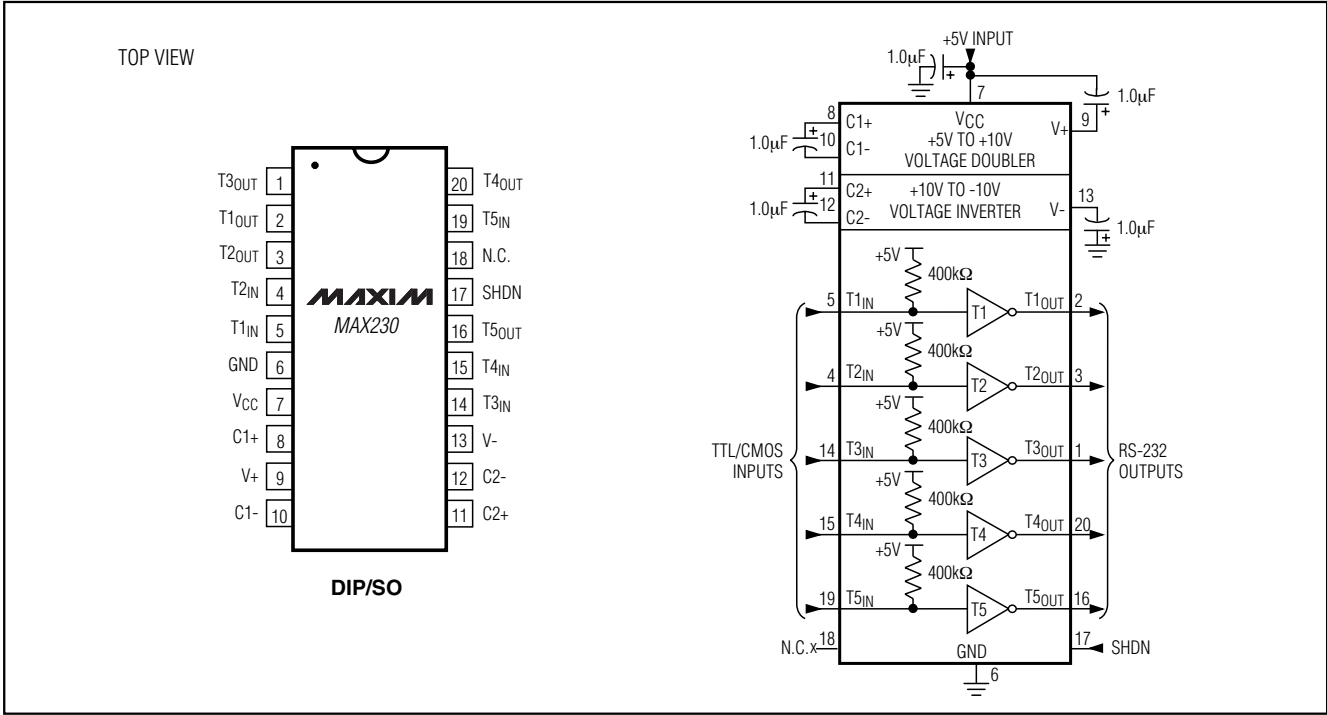 TOP VIEW
T3OUT 1
T1OUT 2
T2OUT 3
T2IN 4
T1IN 5
GND 6
VCC 7
C1+ 8
V+ 9
C1- 10
20 T4OUT
19 T5IN
18 N.C.
17 SHDN
16 T5OUT
15 T4IN
14 T3IN
13 V-
12 C2-
11 C2+
MAXIM
MAX230
DIP/SO
+5V INPUT
1.0µF +
7
1.0µF
+
8 C1+
1.0µF +
10 C1-
VCC
+5V TO +10V
VOLTAGE DOUBLER
V+ 9
11 C2+
1.0µF +
12 C2-
+10V TO -10V
VOLTAGE INVERTER
V- 13
1.0µF
+
+5V
400kΩ
5 T1IN T1 T1OUT 2
+5V
400kΩ
4 T2IN T2 T2OUT 3
+5V
400kΩ
TTL/CMOS
INPUTS
14 T3IN T3 T3OUT 1
RS-232
OUTPUTS
+5V
400kΩ
15 T4IN T4 T4OUT 20
+5V
400kΩ
19 T5IN T5 T5OUT 16
N.C. x 18
17 SHDN
GND
6